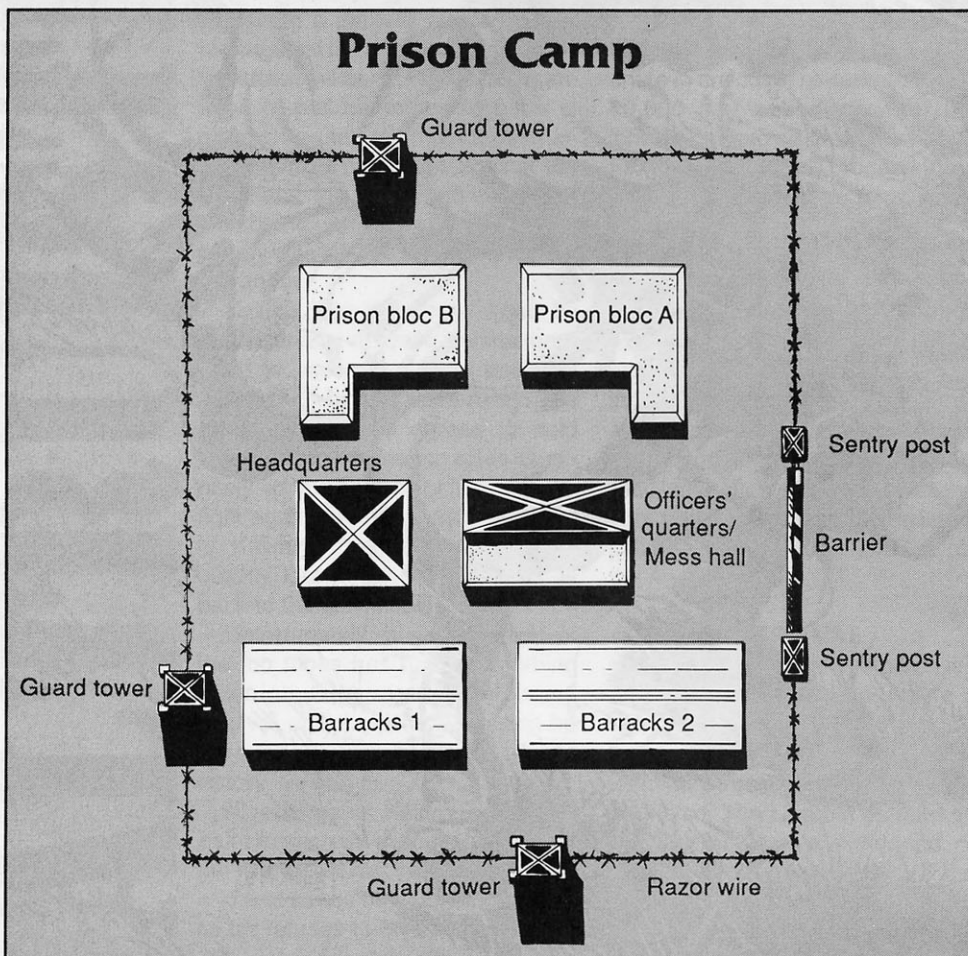 Prison Camp
Guard tower
Prison bloc B
Prison bloc A
Sentry post
Headquarters
Officers'
quarters/
Mess hall
Barrier
Sentry post
Guard tower
Barracks 1
Barracks 2
Guard tower
Razor wire